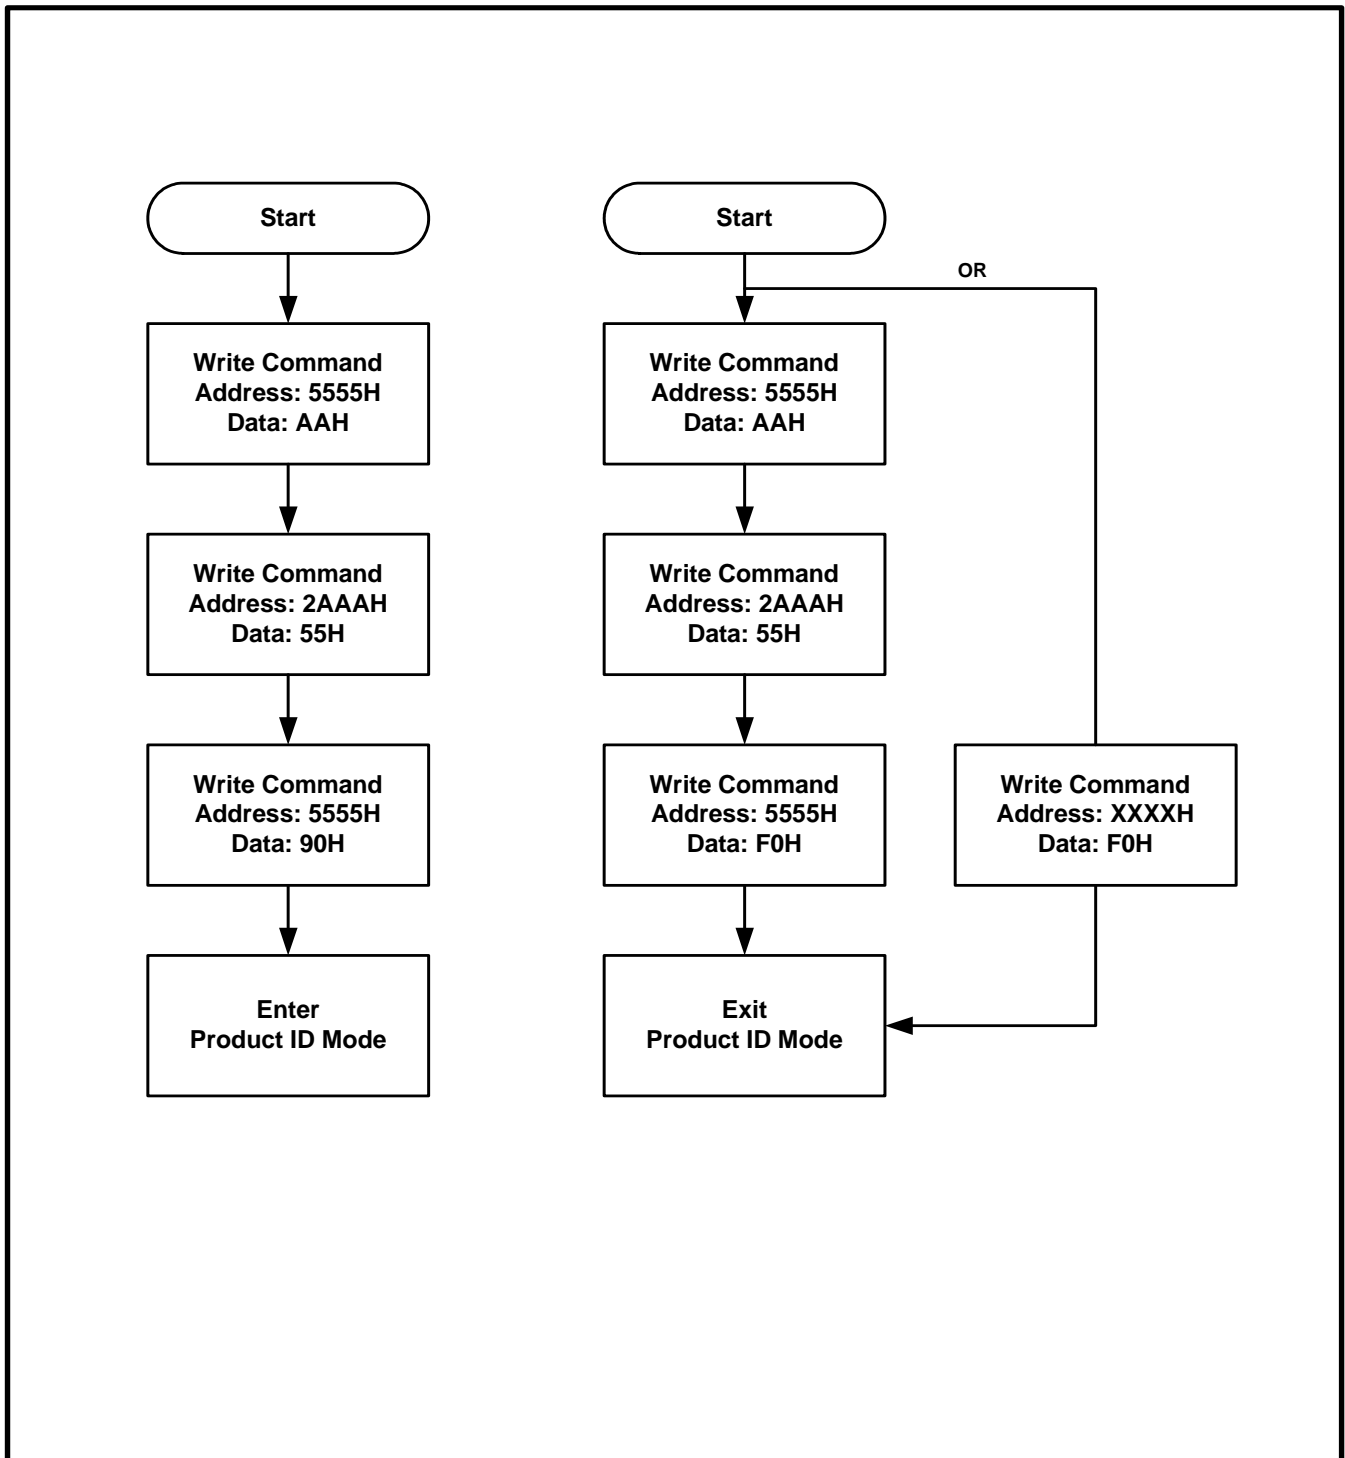 Start
Write Command
Address: 5555H
Data: AAH
Write Command
Address: 2AAAH
Data: 55H
Write Command
Address: 5555H
Data: 90H
Enter
Product ID Mode
Start
OR
Write Command
Address: 5555H
Data: AAH
Write Command
Address: 2AAAH
Data: 55H
Write Command
Address: 5555H
Data: F0H
Write Command
Address: XXXXH
Data: F0H
Exit
Product ID Mode